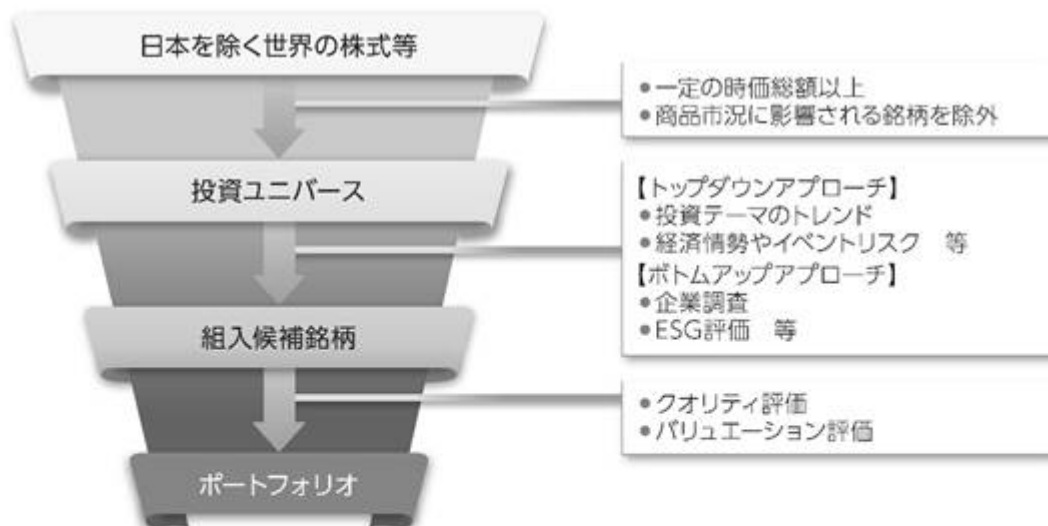 日本を除く世界の株式等
●一定の時価総額以上
●商品市況に影響される銘柄を除外
投資ユニバース
【トップダウンアプローチ】
●投資テーマのトレンド
●経済情勢やイベントリスク　等
【ボトムアップアプローチ】
●企業調査
●ESG評価　等
組入候補銘柄
●クオリティ評価
●バリュエーション評価
ポートフォリオ